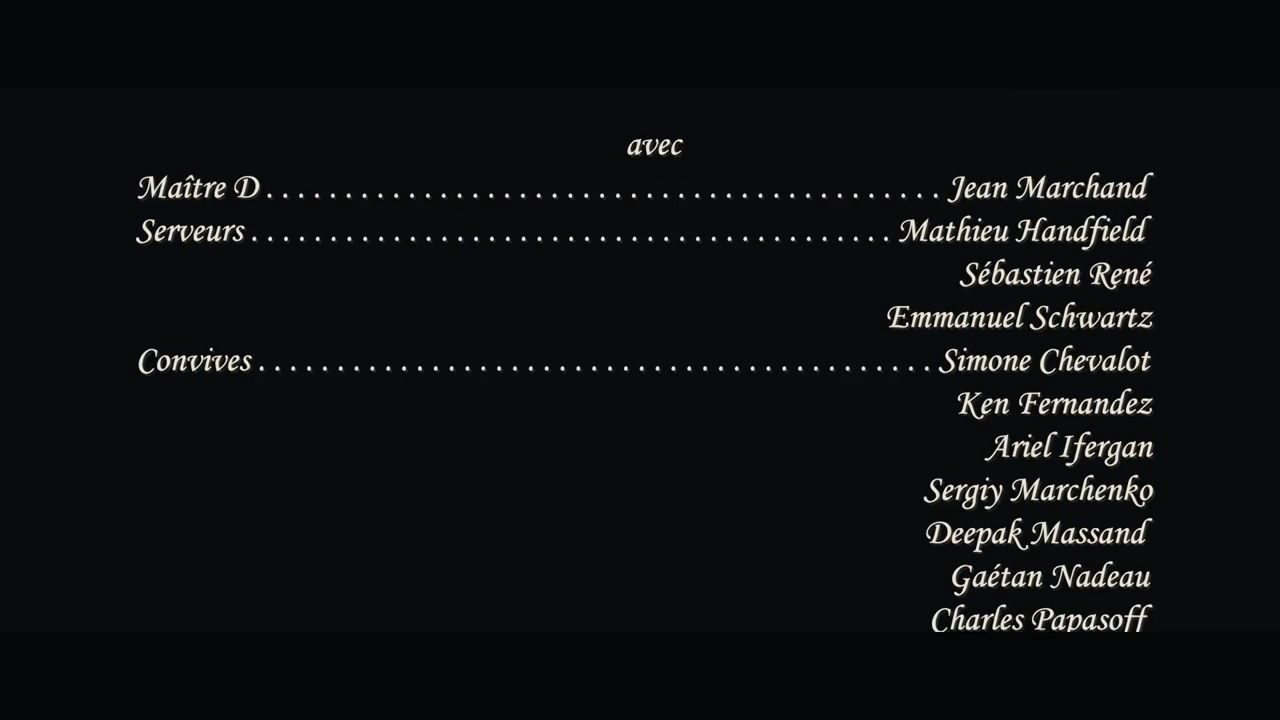 avec
Maître D . . . . . . . . . . . . . . . . . . . . . . . . . . . . . . . . . . . . . . . . . . . Jean Marchand
Serveurs . . . . . . . . . . . . . . . . . . . . . . . . . . . . . . . . . . . . . . . . . Mathieu Handfield
Sébastien René
Emmanuel Schwartz
Convives . . . . . . . . . . . . . . . . . . . . . . . . . . . . . . . . . . . . . . . . . . . Simone Chevalot
Ken Fernandez
Ariel Ifergan
Sergiy Marchenko
Deepak Massand
Gaétan Nadeau
Charles Papasoff